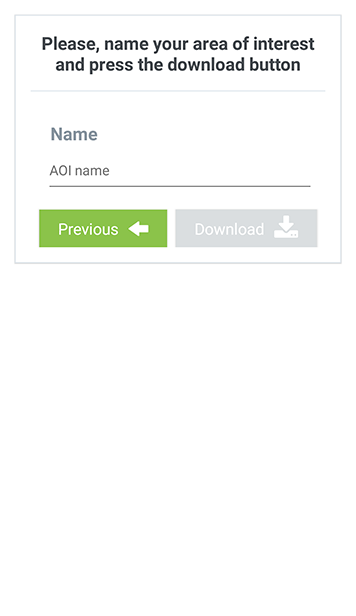 Please, name your area of interest
and press the download button
Name
AOI name
Previous
Download